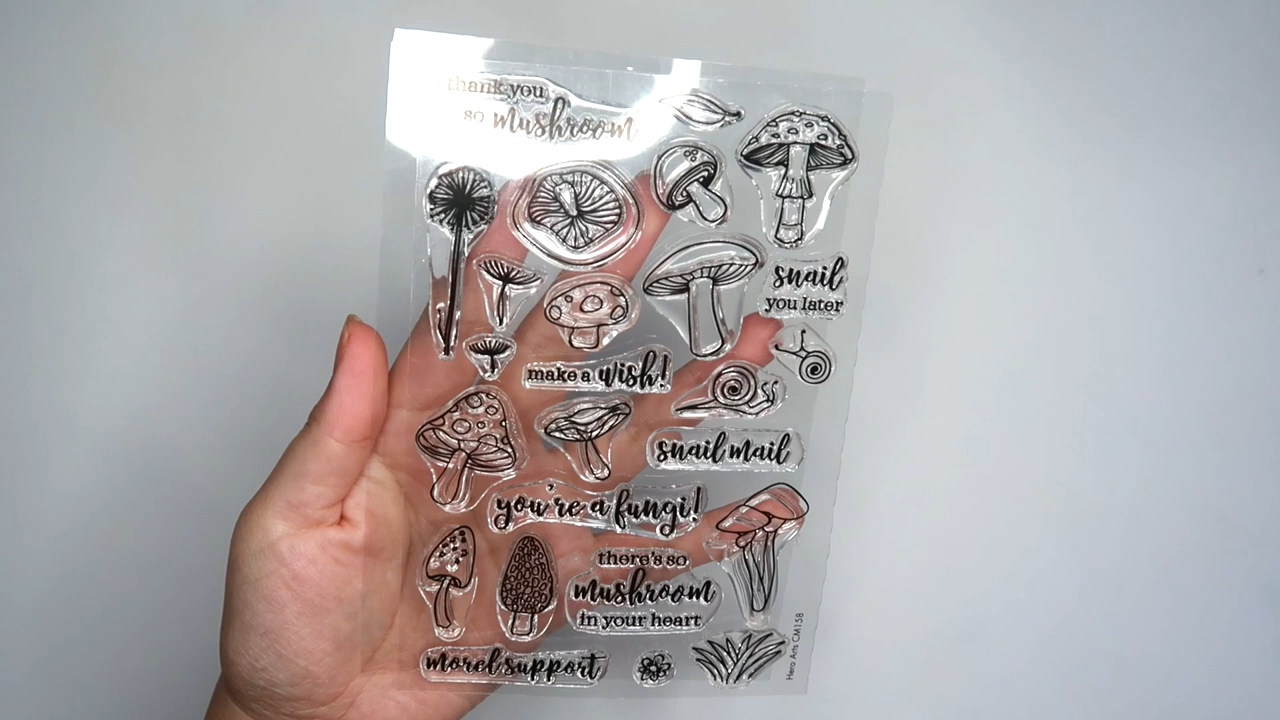 thank you
so mushroom
snail
you later
make a wish!
snail mail
you're a fungi!
there's so
mushroom
in your heart
morel support
Hero Arts CM158